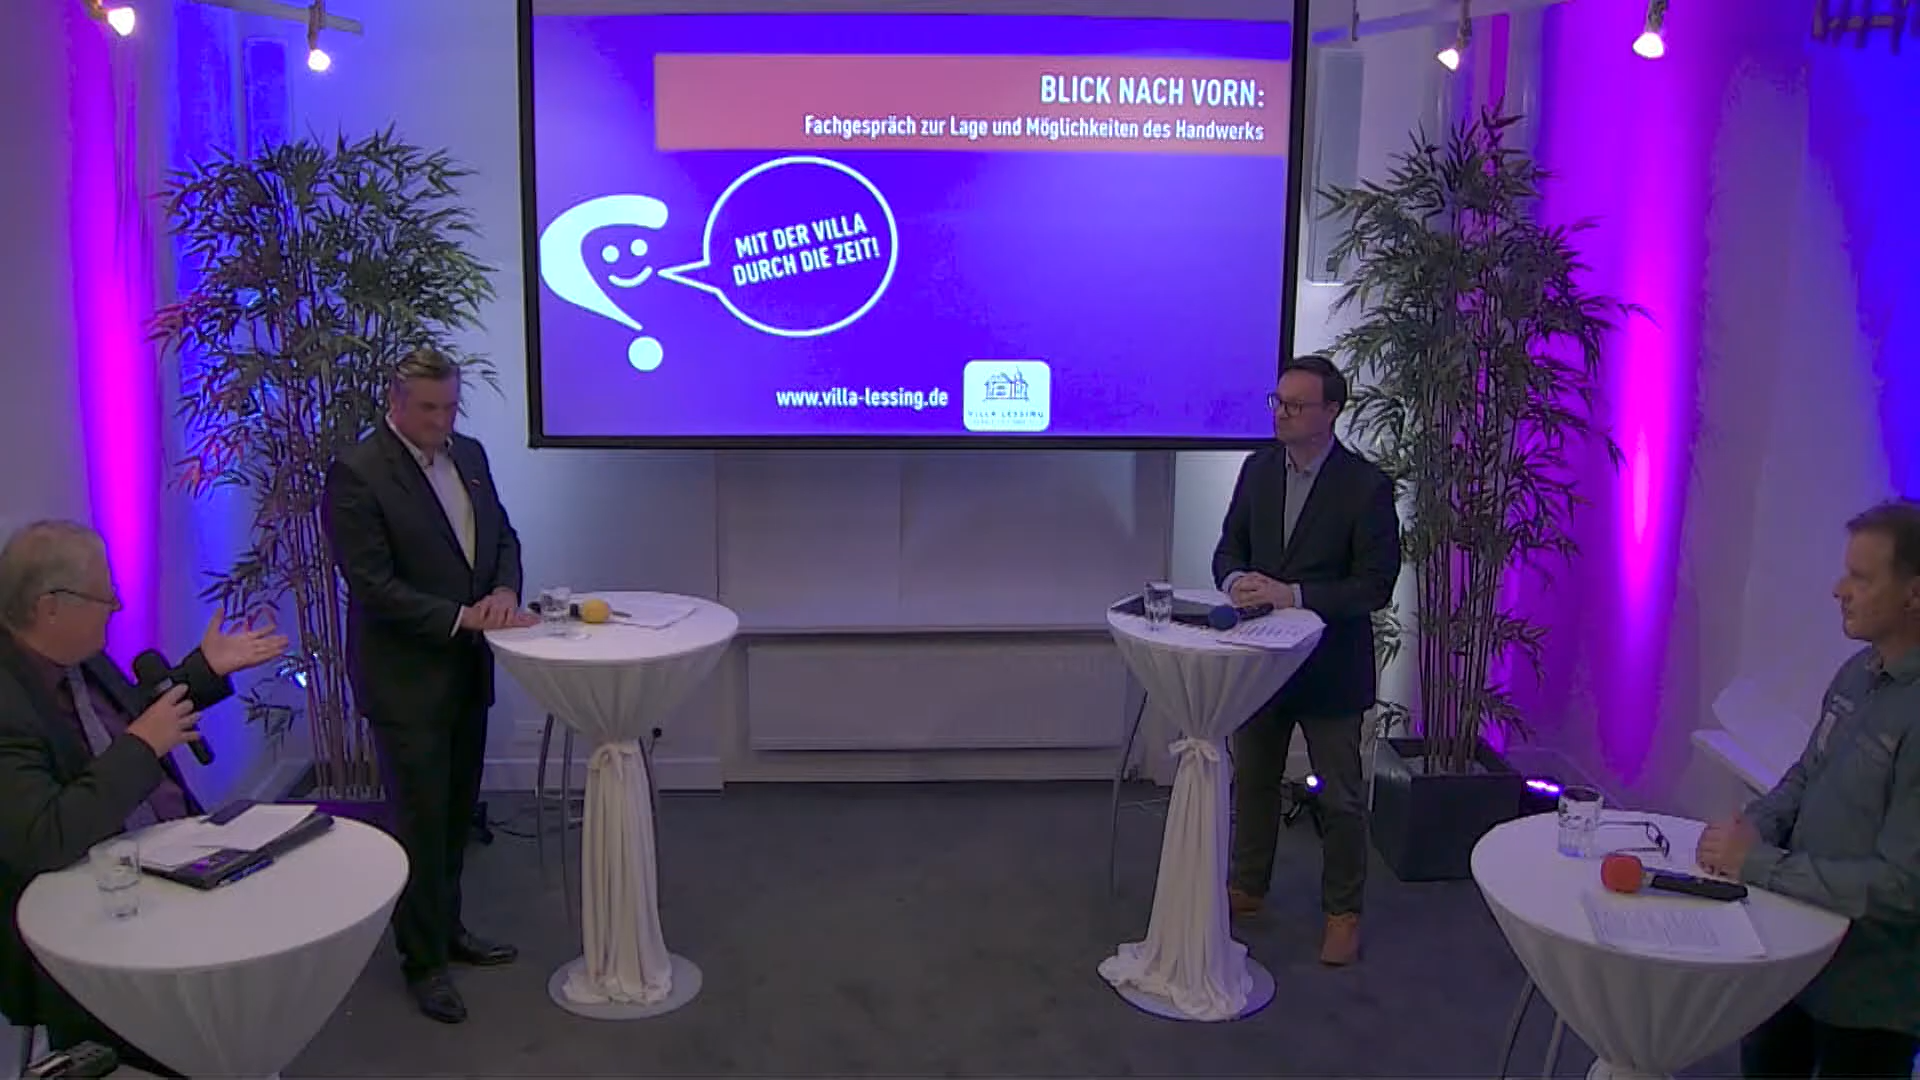 BLICK NACH VORN:
Fachgespräch zur Lage und Möglichkeiten des Handwerks
MIT DER VILLA
DURCH DIE ZEIT!
www.villa-lessing.de
VILLA LESSING